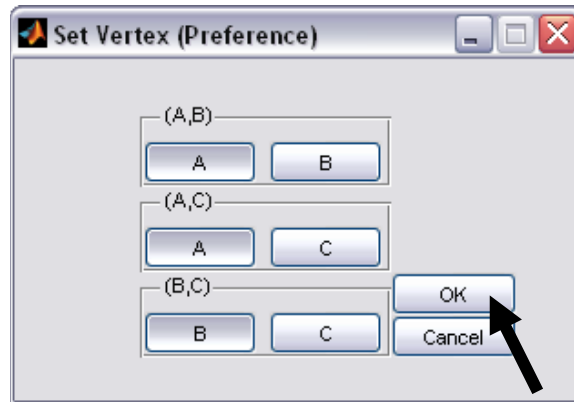 Set Vertex (Preference)
(A,B)
A B
(A,C)
A C
(B,C)
OK
B C
Cancel